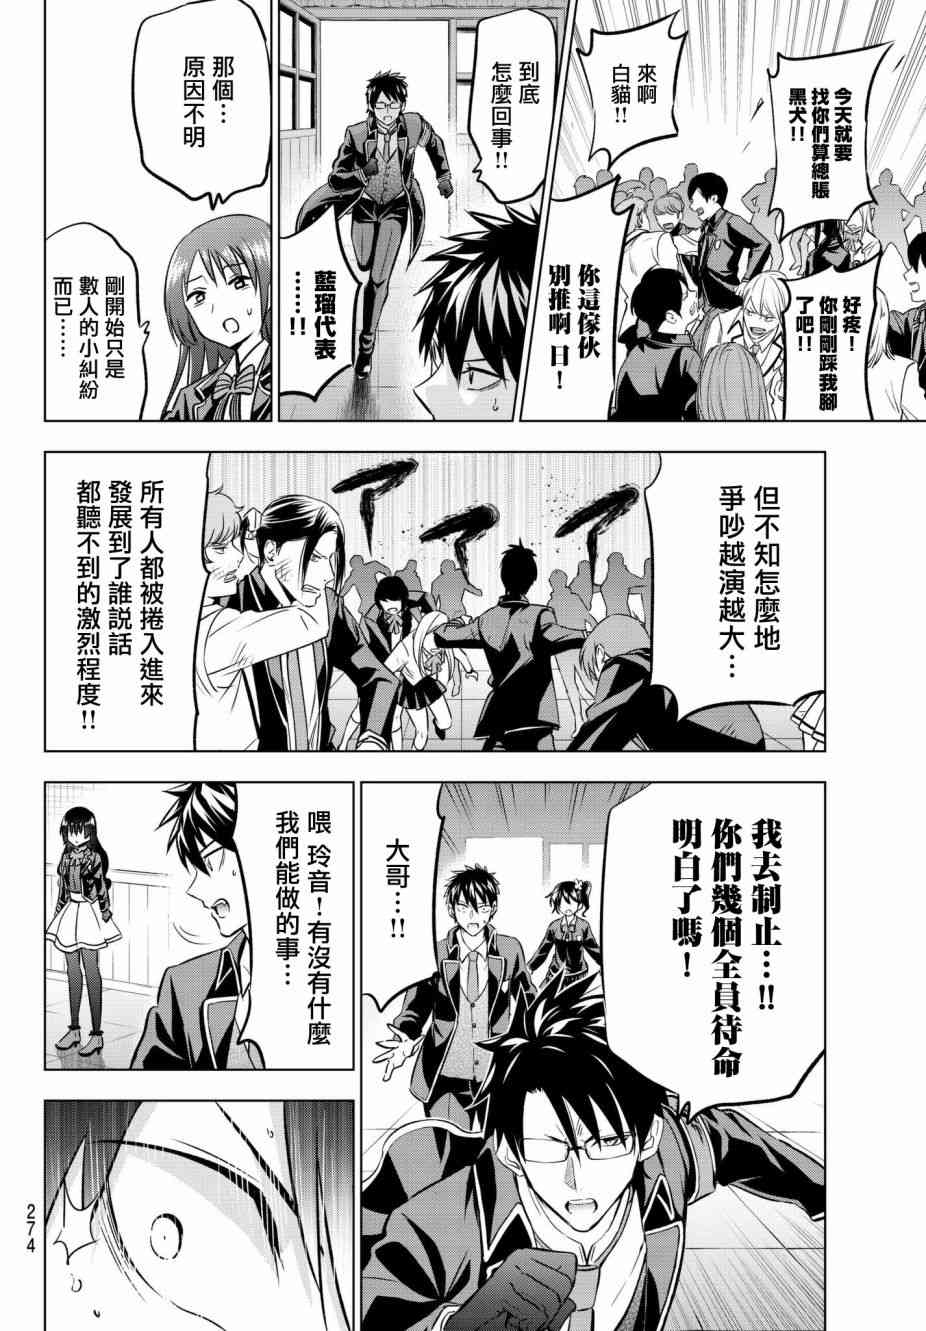 今天就要
找你們算總賬
黑犬!!
來啊
白貓!!
好疼！
你剛剛踩我腳
了吧!!
你這傢伙
別推啊 日！
到底
怎麼回事!!
藍瑠代表
……!!
那個…
原因不明
剛開始只是
數人的小糾紛
而已……
但不知怎麼地
爭吵越演越大…
所有人都被捲入進來
發展到了誰説話
都聽不到的激烈程度!!
我去制止…!!
你們幾個全員待命
明白了嗎！
大哥…!!
喂 玲音！有沒有什麼
我們能做的事…
274